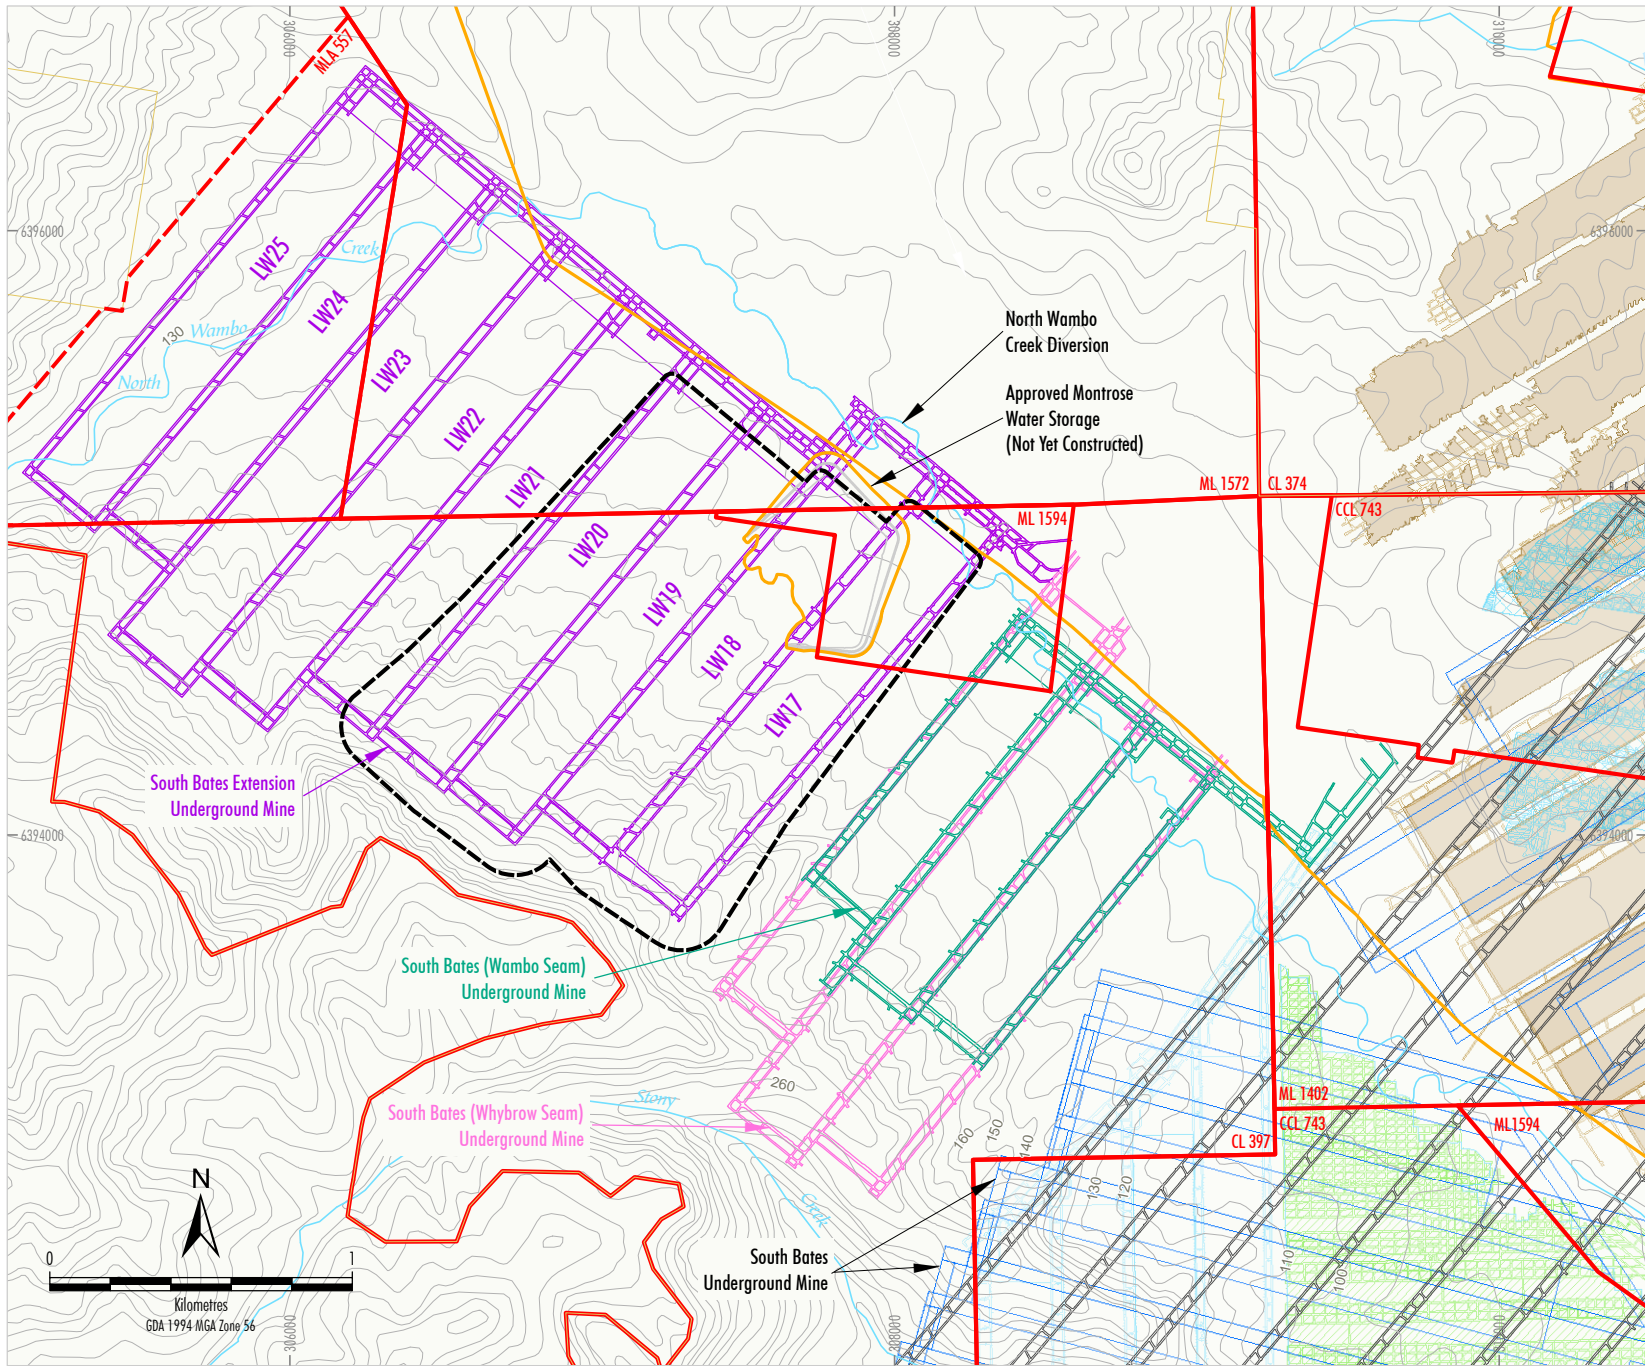 306000
308000
310000
MLA 557
6396000
6396000
LW25
Creek
LW24
Wambo
130
North
LW23
LW22
LW21
LW20
LW19
LW18
LW17
North Wambo
Creek Diversion
Approved Montrose
Water Storage
(Not Yet Constructed)
ML 1572
CL 374
ML 1594
CCL 743
South Bates Extension
Underground Mine
6394000
6394000
South Bates (Wambo Seam)
Underground Mine
260
Stony
South Bates (Whybrow Seam)
Underground Mine
Creek
160
150
140
130
120
110
100
ML 1402
CCL 743
CL 397
ML1594
South Bates
Underground Mine
N
0
1
Kilometres
GDA 1994 MGA Zone 56
306000
308000